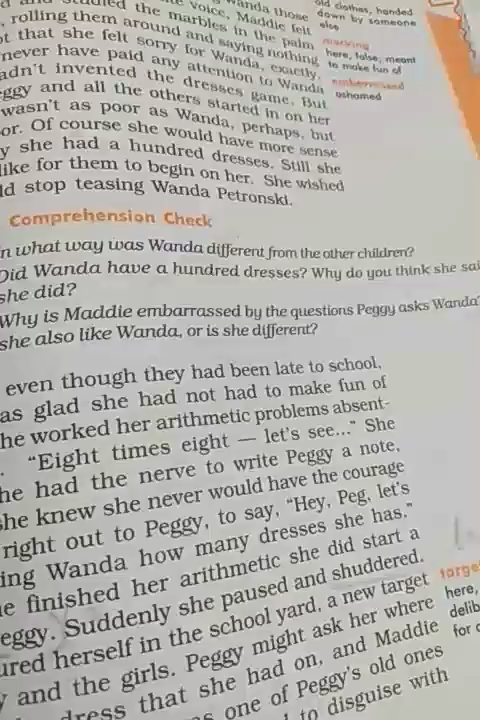 and studied the marbles in the palm
, rolling them around and saying nothing
that she felt sorry for Wanda, exactly.
never have paid any attention to Wanda
adn't invented the dresses game. But
ggy and all the others started in on her
wasn't as poor as Wanda, perhaps, but
or. Of course she would have more sense
y she had a hundred dresses. Still she
like for them to begin on her. She wished
ld stop teasing Wanda Petronski.
old clothes, handed
down by someone
else
mocking
here, false; meant
to make fun of
embarrassed
ashamed
Comprehension Check
n what way was Wanda different from the other children?
Did Wanda have a hundred dresses? Why do you think she sai
she did?
Why is Maddie embarrassed by the questions Peggy asks Wanda?
she also like Wanda, or is she different?
even though they had been late to school,
as glad she had not had to make fun of
he worked her arithmetic problems absent-
. "Eight times eight — let's see..." She
he had the nerve to write Peggy a note,
she knew she never would have the courage
right out to Peggy, to say, "Hey, Peg, let's
ing Wanda how many dresses she has."
e finished her arithmetic she did start a
eggy. Suddenly she paused and shuddered.
ured herself in the school yard, a new target
y and the girls. Peggy might ask her where
dress that she had on, and Maddie
one of Peggy's old ones
to disguise with
targe
here,
delib
for